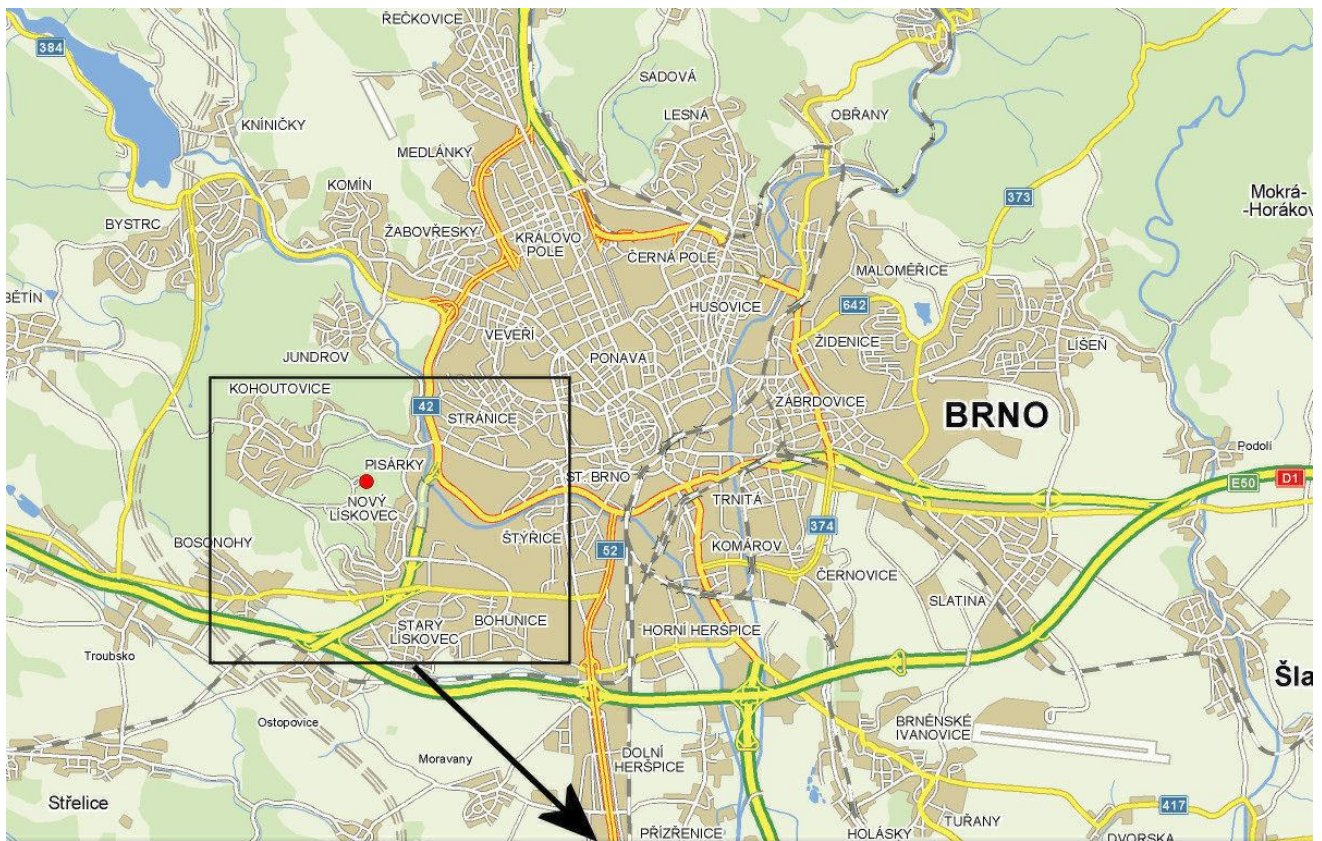 ŘEČKOVICE
384
SADOVÁ
LESNÁ
OBŘANY
KNÍNIČKY
MEDLÁNKY
KOMÍN
373
Mokrá-
-Horákov
BYSTRC
ŽABOVŘESKY
KRÁLOVO
POLE
ČERNÁ POLE
MALOMĚŘICE
BĚTÍN
HUSOVICE
642
VEVEŘÍ
ŽIDENICE
LÍŠEŇ
JUNDROV
PONAVA
KOHOUTOVICE
42
STRÁNICE
ZÁBRDOVICE
BRNO
Podolí
PISÁRKY
ST. BRNO
E50
D1
NOVÝ
LÍSKOVEC
TRNITÁ
374
ŠTÝŘICE
BOSONOHY
52
KOMÁROV
ČERNOVICE
SLATINA
STARY
LÍSKOVEC
BOHUNICE
HORNÍ HERŠPICE
Troubsko
Šla
Ostopovice
BRNĚNSKÉ
IVANOVICE
Moravany
DOLNÍ
HERŠPICE
Střelice
417
TUŘANY
PŘÍZŘENICE
HOLÁSKY
DVORSKA